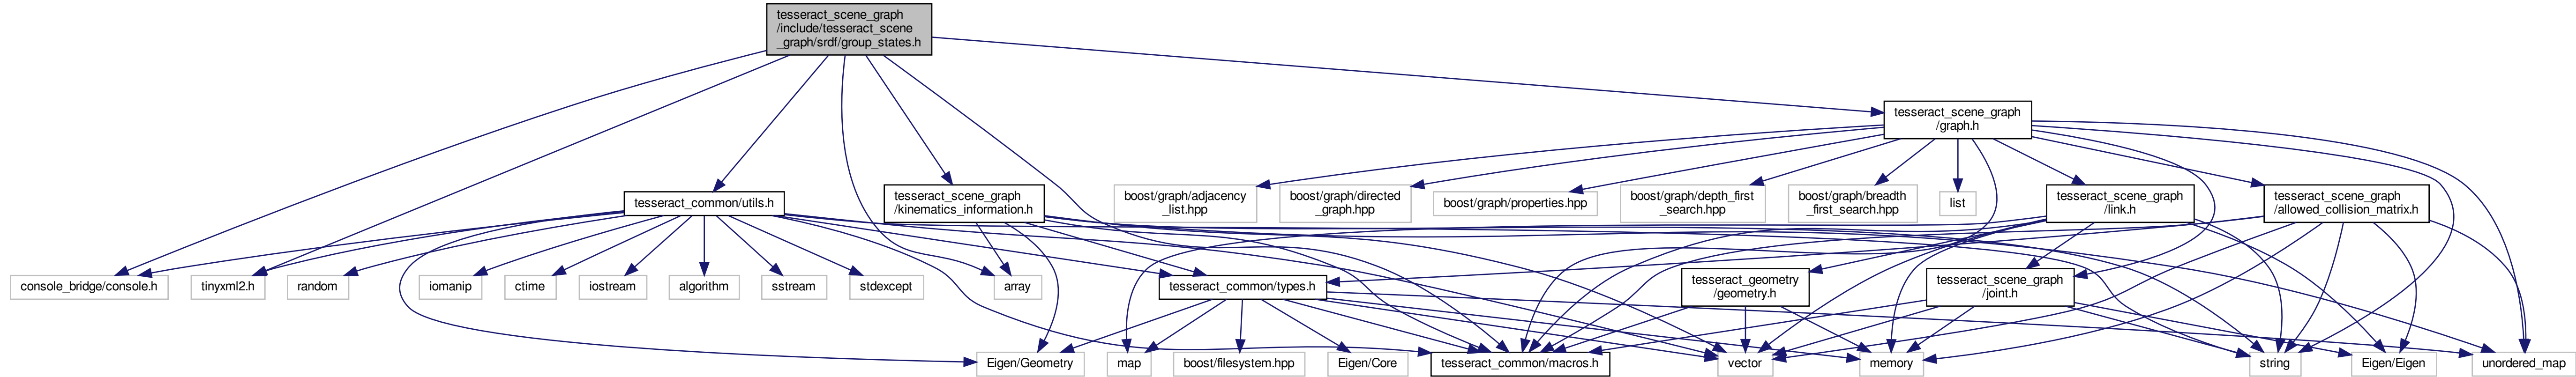 tesseract_scene_graph
/include/tesseract_scene
_graph/srdf/group_states.h
tesseract_scene_graph
/graph.h
boost/graph/adjacency
_list.hpp
boost/graph/directed
_graph.hpp
boost/graph/properties.hpp
boost/graph/depth_first
_search.hpp
boost/graph/breadth
_first_search.hpp
list
tesseract_scene_graph
/link.h
tesseract_scene_graph
/allowed_collision_matrix.h
tesseract_common/utils.h
tesseract_scene_graph
/kinematics_information.h
console_bridge/console.h
tinyxml2.h
random
iomanip
ctime
iostream
algorithm
sstream
stdexcept
array
tesseract_common/types.h
tesseract_geometry
/geometry.h
tesseract_scene_graph
/joint.h
Eigen/Geometry
map
boost/filesystem.hpp
Eigen/Core
tesseract_common/macros.h
vector
memory
string
Eigen/Eigen
unordered_map